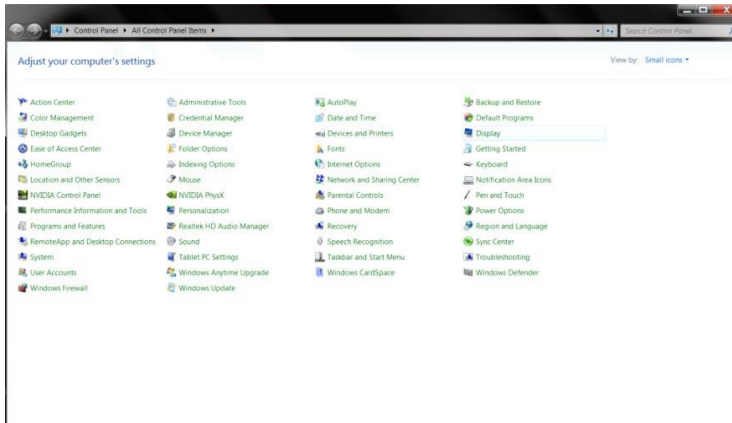 Control Panel ▸ All Control Panel Items ▸
Search Control Panel
Adjust your computer's settings
View by: Small icons
Action Center Administrative Tools AutoPlay Backup and Restore
Color Management Credential Manager Date and Time Default Programs
Desktop Gadgets Device Manager Devices and Printers Display
Ease of Access Center Folder Options Fonts Getting Started
HomeGroup Indexing Options Internet Options Keyboard
Location and Other Sensors Mouse Network and Sharing Center Notification Area Icons
NVIDIA Control Panel NVIDIA PhysX Parental Controls Pen and Touch
Performance Information and Tools Personalization Phone and Modem Power Options
Programs and Features Realtek HD Audio Manager Recovery Region and Language
RemoteApp and Desktop Connections Sound Speech Recognition Sync Center
System Tablet PC Settings Taskbar and Start Menu Troubleshooting
User Accounts Windows Anytime Upgrade Windows CardSpace Windows Defender
Windows Firewall Windows Update